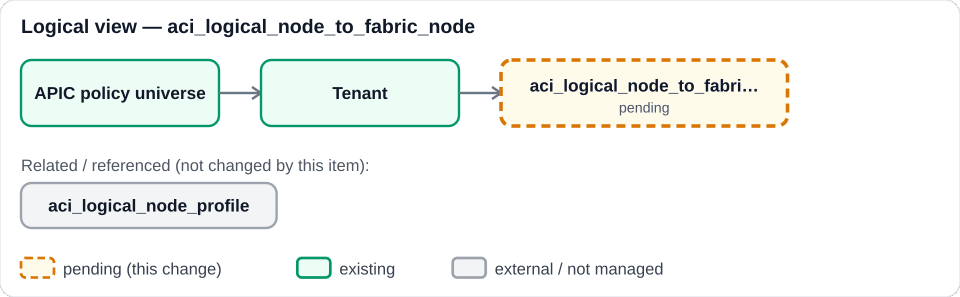 Logical view — aci_logical_node_to_fabric_node
APIC policy universe
Tenant
aci_logical_node_to_fabri…
pending
Related / referenced (not changed by this item):
aci_logical_node_profile
pending (this change)
existing
external / not managed